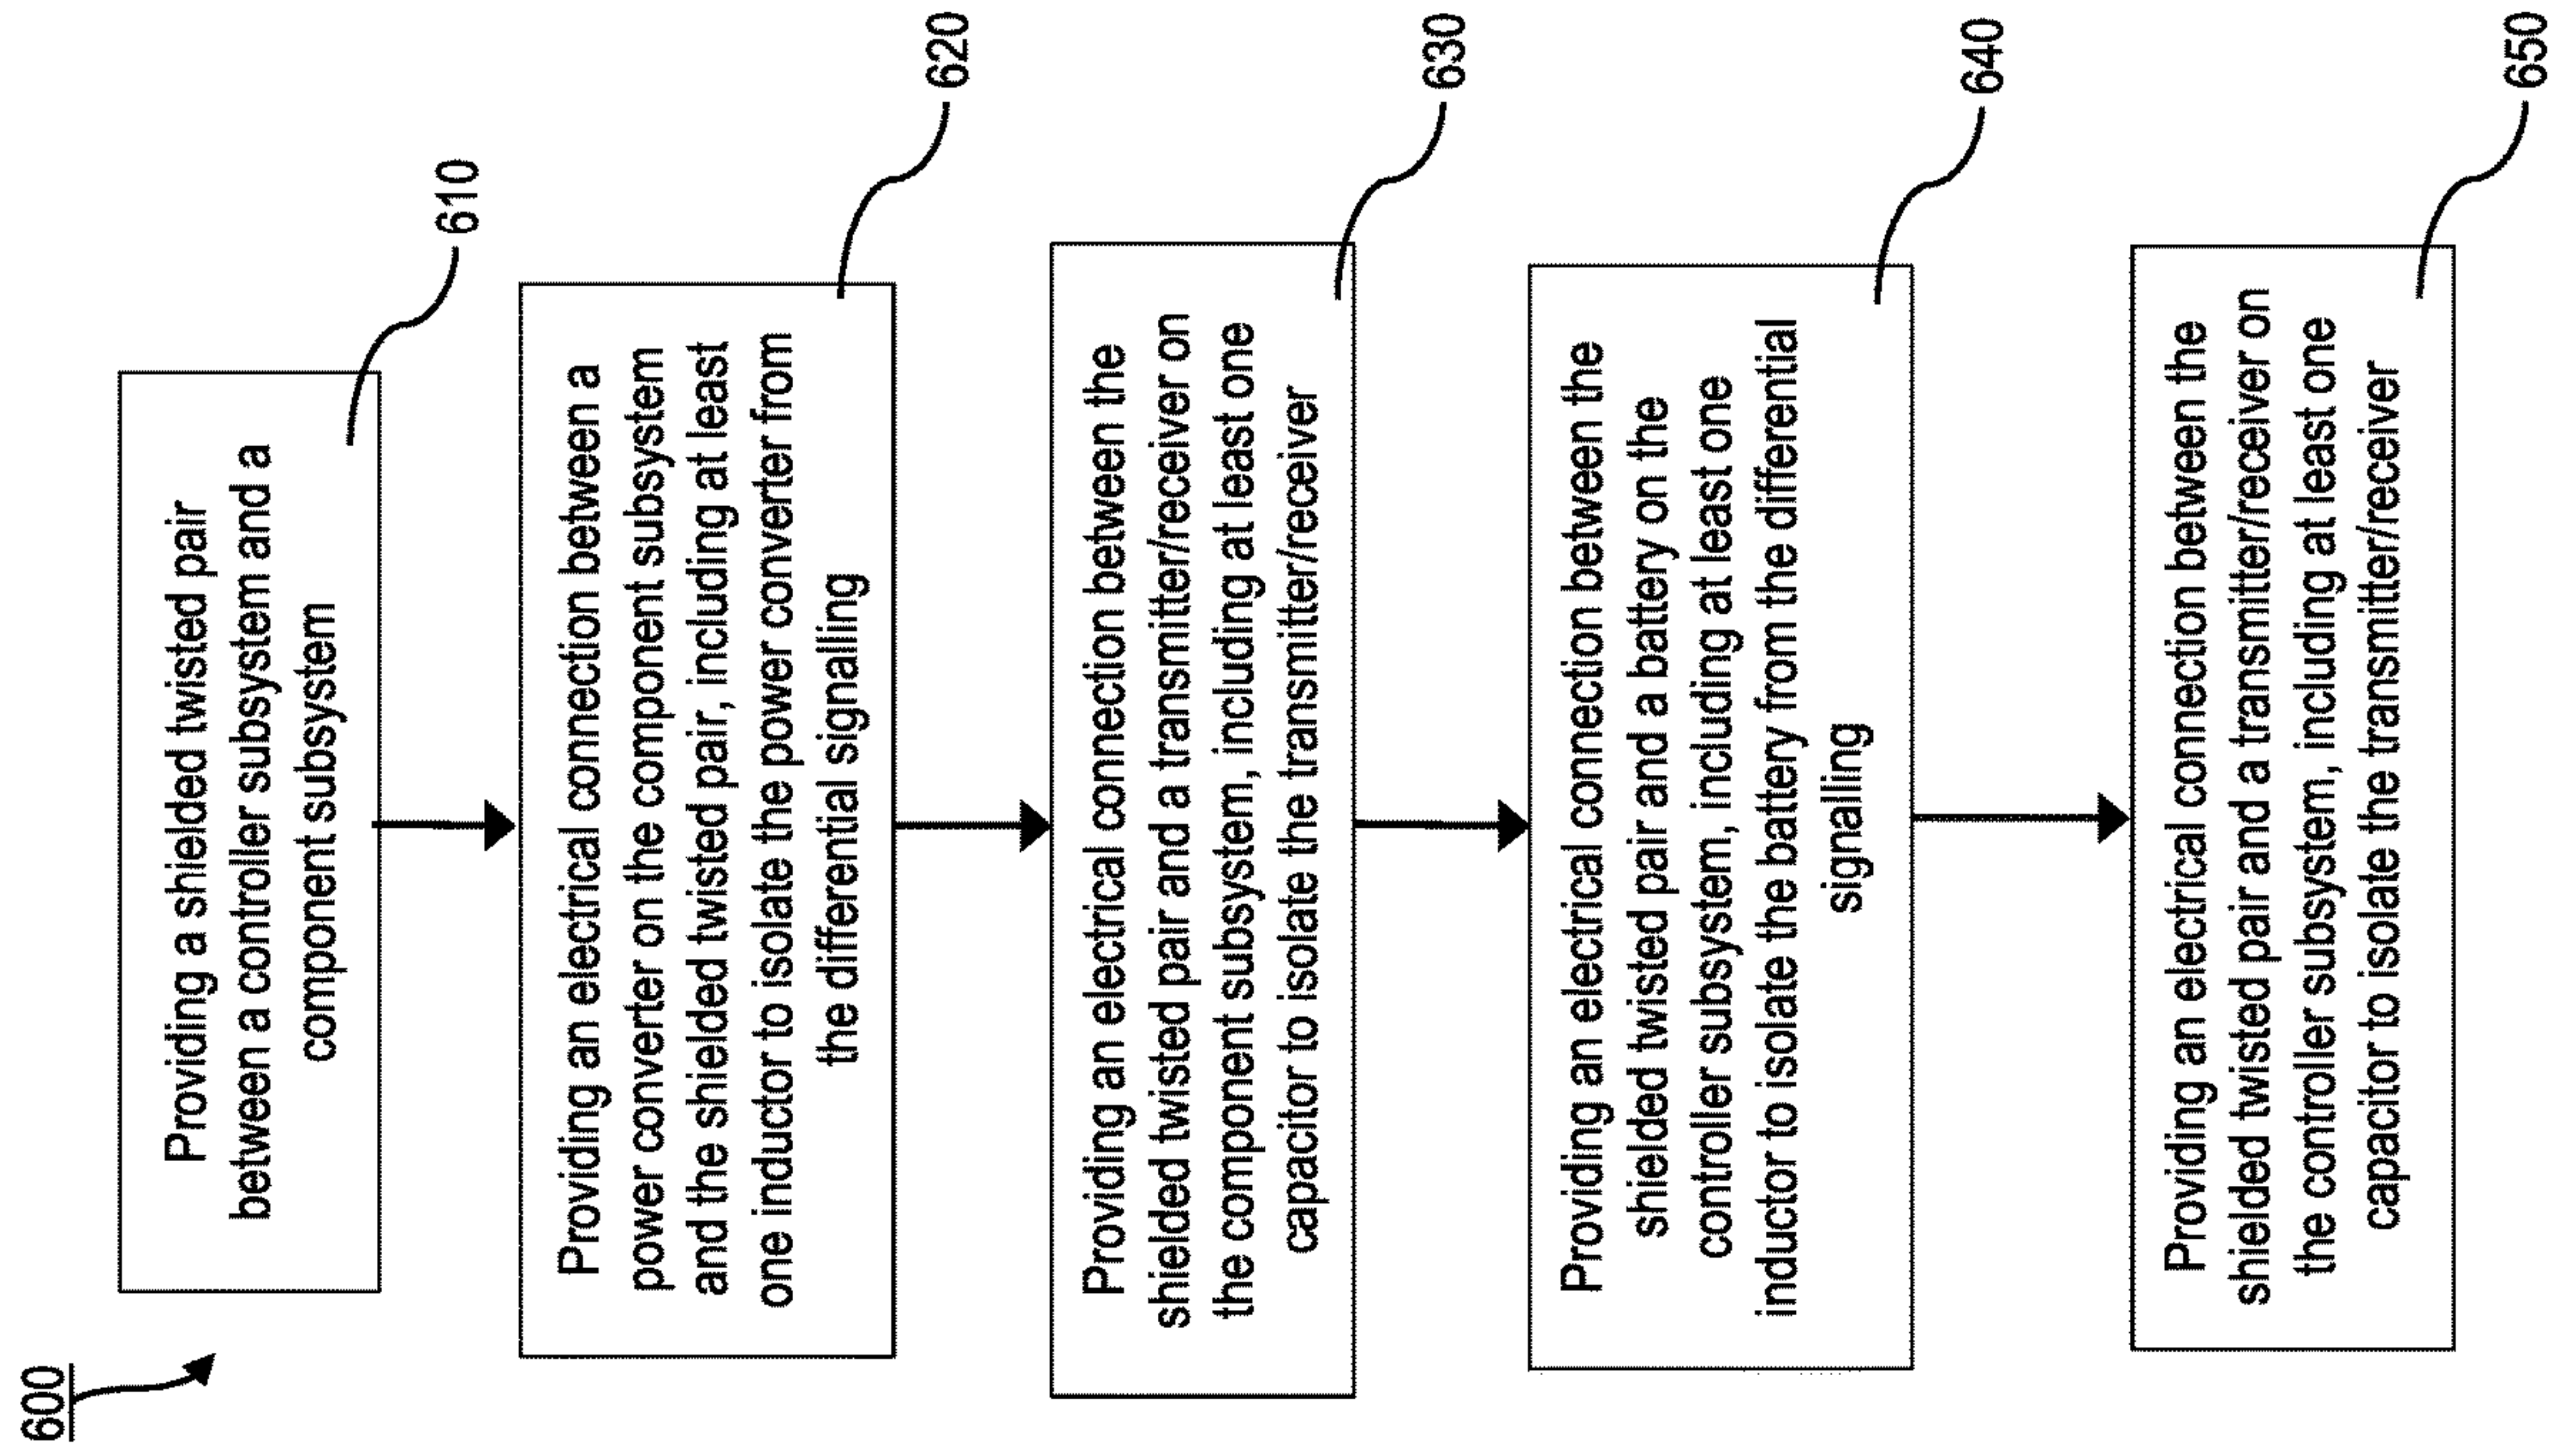 600
Providing a shielded twisted pair
between a controller subsystem and a
component subsystem
610
Providing an electrical connection between a
power converter on the component subsystem
and the shielded twisted pair, including at least
one inductor to isolate the power converter from
the differential signalling
620
Providing an electrical connection between the
shielded twisted pair and a transmitter/receiver on
the component subsystem, including at least one
capacitor to isolate the transmitter/receiver
630
Providing an electrical connection between the
shielded twisted pair and a battery on the
controller subsystem, including at least one
inductor to isolate the battery from the differential
signalling
640
Providing an electrical connection between the
shielded twisted pair and a transmitter/receiver on
the controller subsystem, including at least one
capacitor to isolate the transmitter/receiver
650